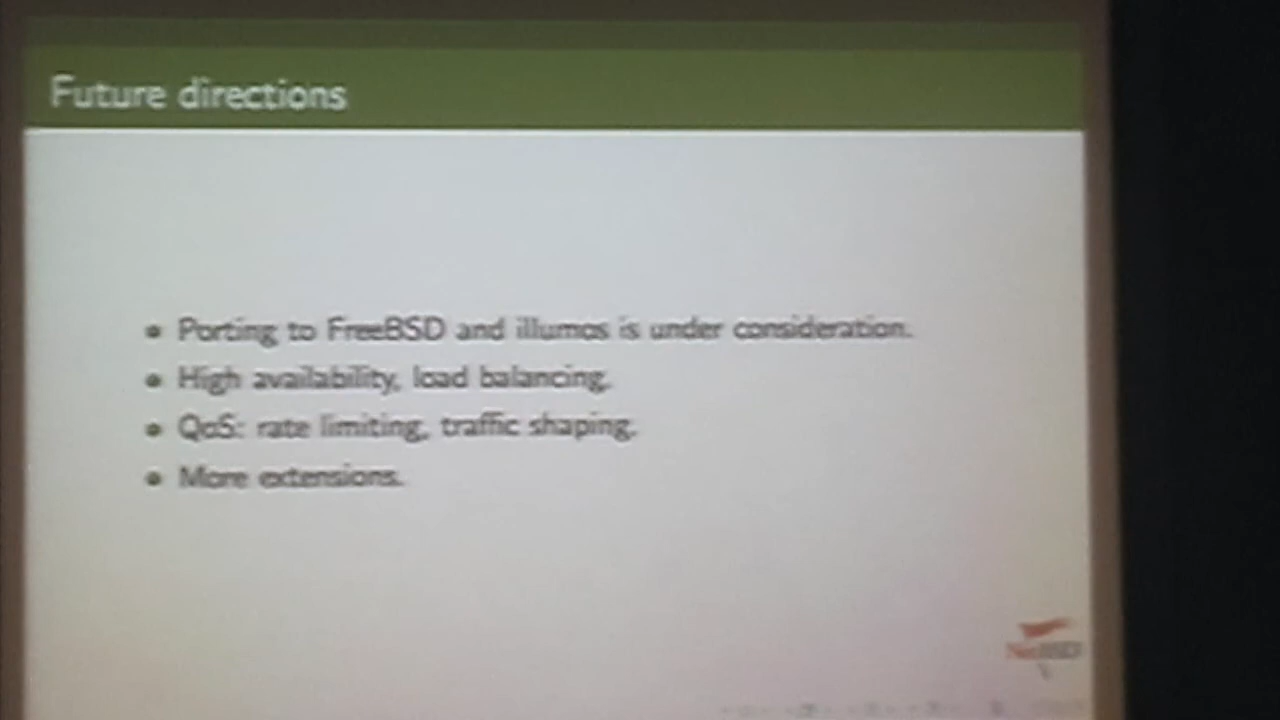 Future directions
Porting to FreeBSD and illumos is under consideration.
High availability, load balancing.
QoS: rate limiting, traffic shaping.
More extensions.
NetBSD